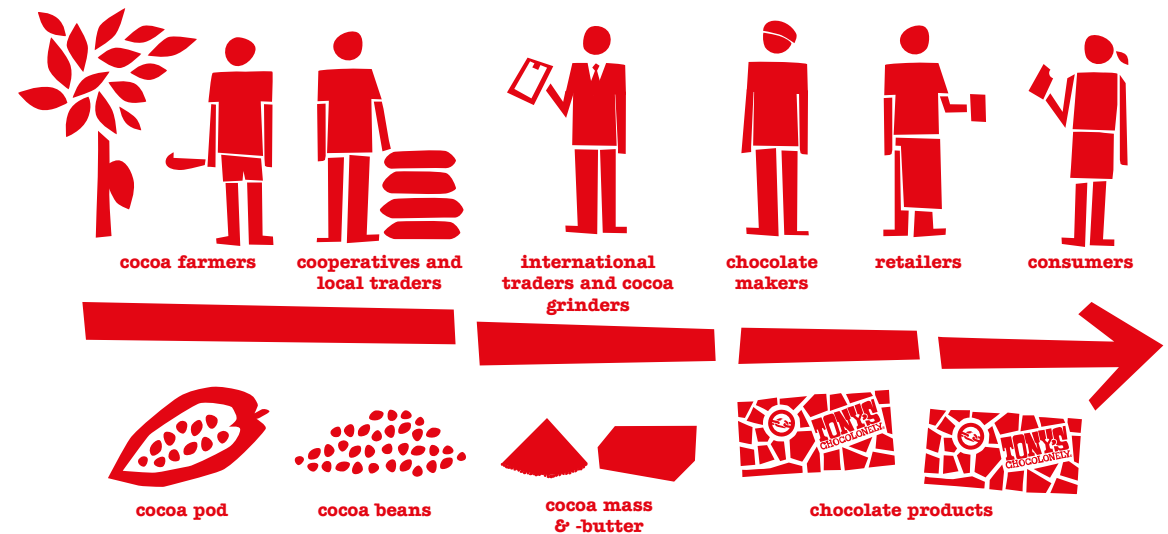 cocoa farmers
cooperatives and
local traders
international
traders and cocoa
grinders
chocolate
makers
retailers
consumers
TONY'S
CHOCOLONELY
TONY'S
CHOCOLONELY
cocoa pod
cocoa beans
cocoa mass
& -butter
chocolate products